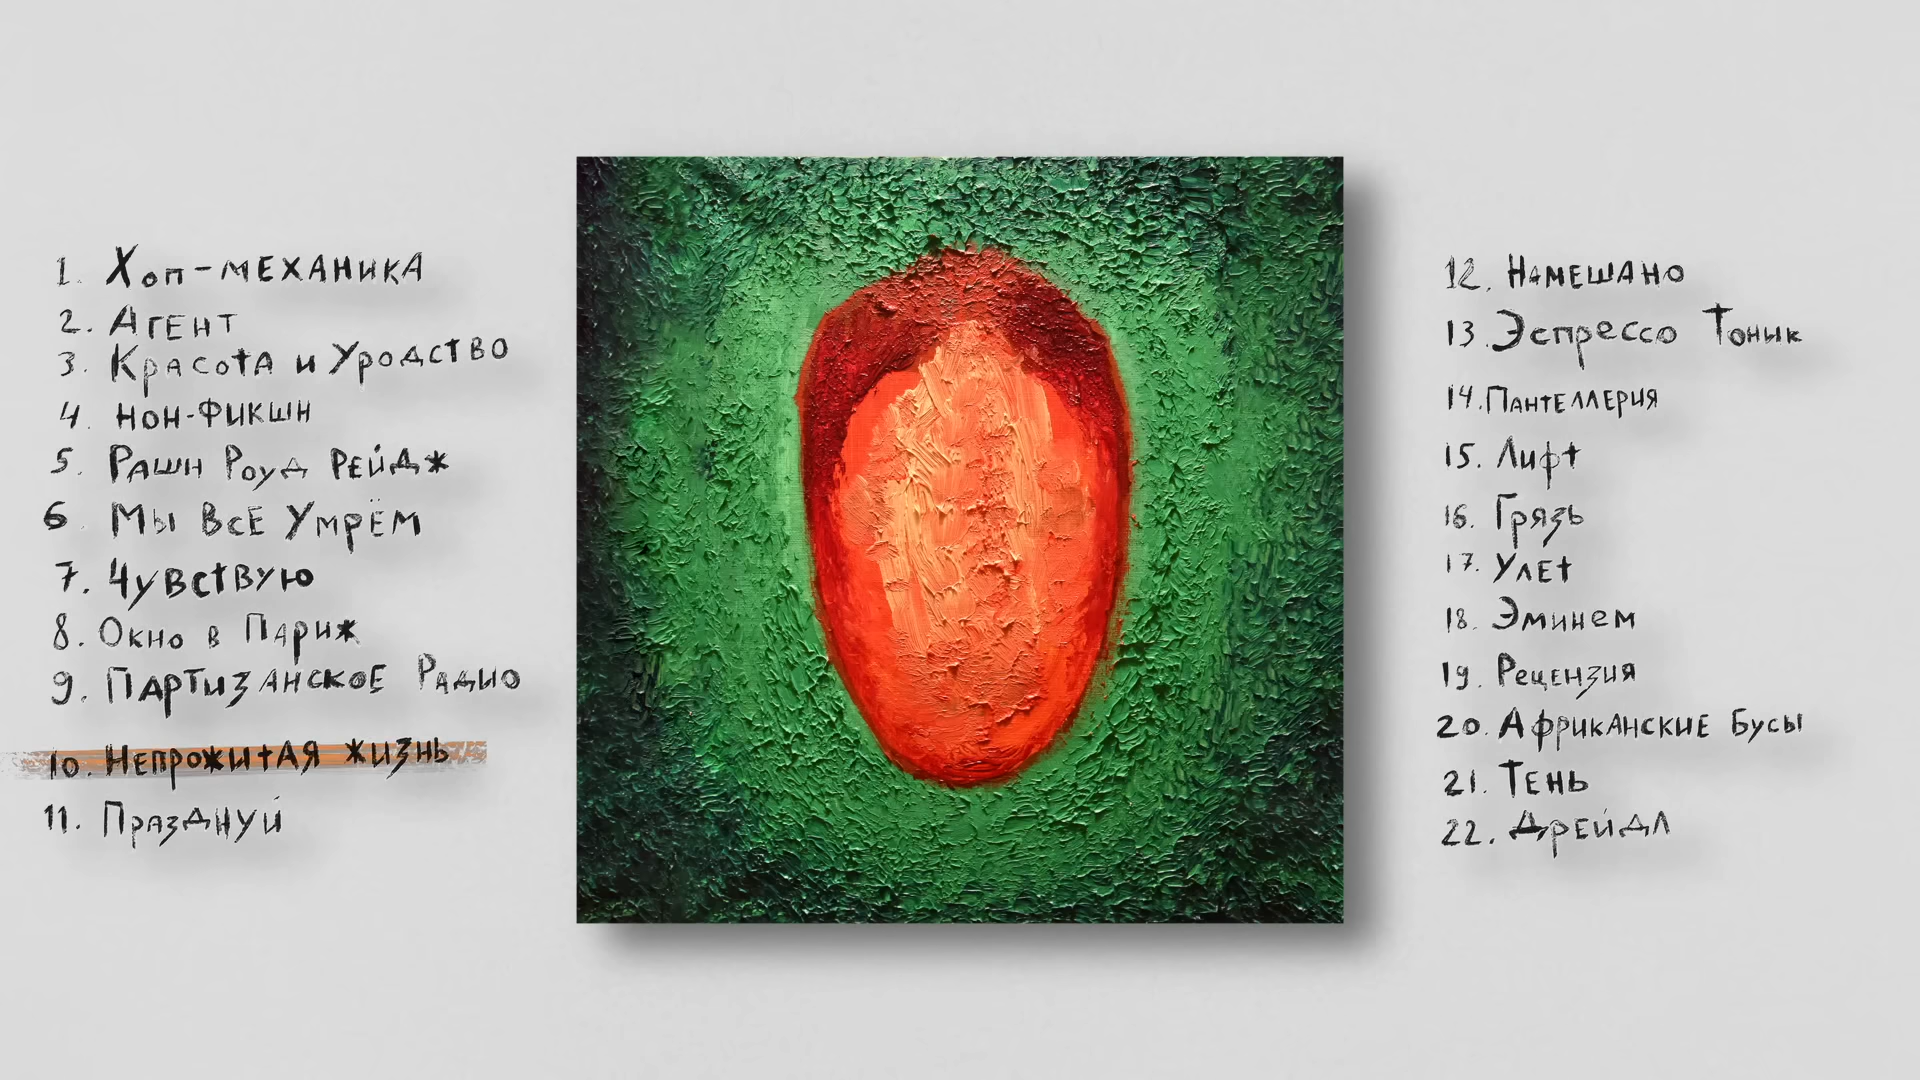 1. Хоп-механика
2. Агент
3. Красота и Уродство
4. нон-фикшн
5. Рашн Роуд Рейдж
6. Мы Все Умрём
7. Чувствую
8. Окно в Париж
9. Партизанское Радио
10. Непрожитая жизнь
11. Празднуй
12. Намешано
13. Эспрессо Тоник
14. Пантеллерия
15. Лифт
16. Грязь
17. Улет
18. Эминем
19. Рецензия
20. Африканские Бусы
21. Тень
22. Дрейдл